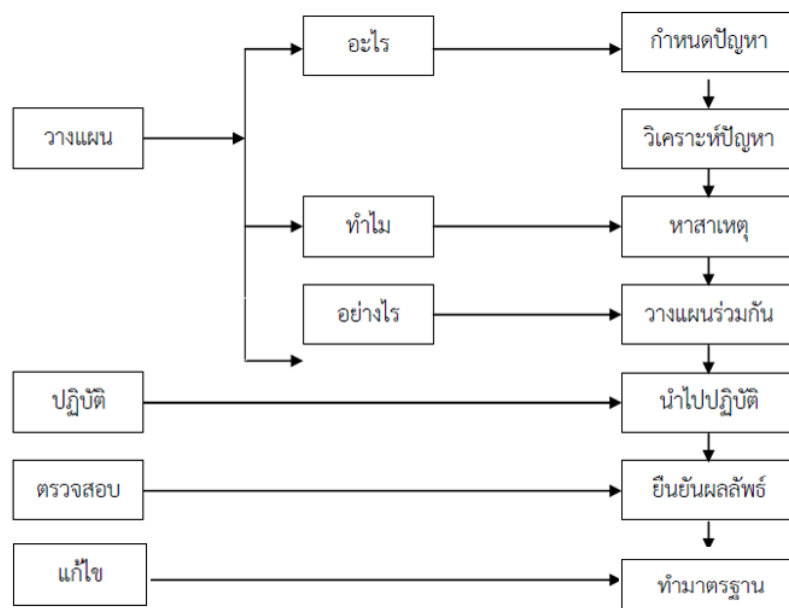 อะไร
กำหนดปัญหา
วางแผน
วิเคราะห์ปัญหา
ทำไม
หาสาเหตุ
อย่างไร
วางแผนร่วมกัน
ปฏิบัติ
นำไปปฏิบัติ
ตรวจสอบ
ยืนยันผลลัพธ์
แก้ไข
ทำมาตรฐาน